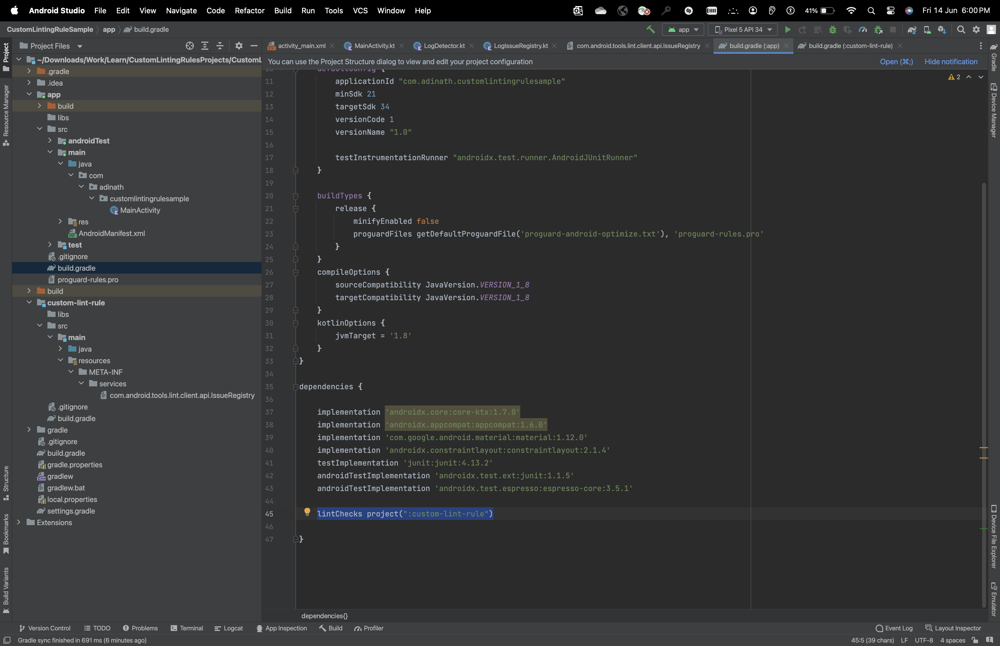 Android Studio File Edit View Navigate Code Refactor Build Run Tools VCS Window Help 41% Fri 14 Jun 6:00 PM
CustomLintingRuleSample app build.gradle app Pixel 5 API 34
Project Files activity_main.xml MainActivity.kt LogDetector.kt LogIssueRegistry.kt com.android.tools.lint.client.api.IssueRegistry build.gradle (:app) build.gradle (:custom-lint-rule)
You can use the Project Structure dialog to view and edit your project configuration Open (⌘;) Hide notification
2
Project
Resource Manager
Structure
Bookmarks
Build Variants
~/Downloads/Work/Learn/CustomLintingRulesProjects/CustomL
.gradle
.idea
app
build
libs
src
androidTest
main
java
com
adinath
customlintingrulesample
MainActivity
res
AndroidManifest.xml
test
.gitignore
build.gradle
proguard-rules.pro
build
custom-lint-rule
libs
src
main
java
resources
META-INF
services
com.android.tools.lint.client.api.IssueRegistry
.gitignore
build.gradle
gradle
.gitignore
build.gradle
gradle.properties
gradlew
gradlew.bat
local.properties
settings.gradle
Extensions
10 defaultConfig {
11 applicationId "com.adinath.customlintingrulesample"
12 minSdk 21
13 targetSdk 34
14 versionCode 1
15 versionName "1.0"
16
17 testInstrumentationRunner "androidx.test.runner.AndroidJUnitRunner"
18 }
19
20 buildTypes {
21 release {
22 minifyEnabled false
23 proguardFiles getDefaultProguardFile('proguard-android-optimize.txt'), 'proguard-rules.pro'
24 }
25 }
26 compileOptions {
27 sourceCompatibility JavaVersion.VERSION_1_8
28 targetCompatibility JavaVersion.VERSION_1_8
29 }
30 kotlinOptions {
31 jvmTarget = '1.8'
32 }
33 }
34
35 dependencies {
36
37 implementation 'androidx.core:core-ktx:1.7.0'
38 implementation 'androidx.appcompat:appcompat:1.6.0'
39 implementation 'com.google.android.material:material:1.12.0'
40 implementation 'androidx.constraintlayout:constraintlayout:2.1.4'
41 testImplementation 'junit:junit:4.13.2'
42 androidTestImplementation 'androidx.test.ext:junit:1.1.5'
43 androidTestImplementation 'androidx.test.espresso:espresso-core:3.5.1'
44
45 lintChecks project(":custom-lint-rule")
46
47 }
dependencies{}
Gradle
Device Manager
Device File Explorer
Emulator
Version Control TODO Problems Terminal Logcat App Inspection Build Profiler Event Log Layout Inspector
Gradle sync finished in 691 ms (6 minutes ago) 45:5 (39 chars) LF UTF-8 4 spaces